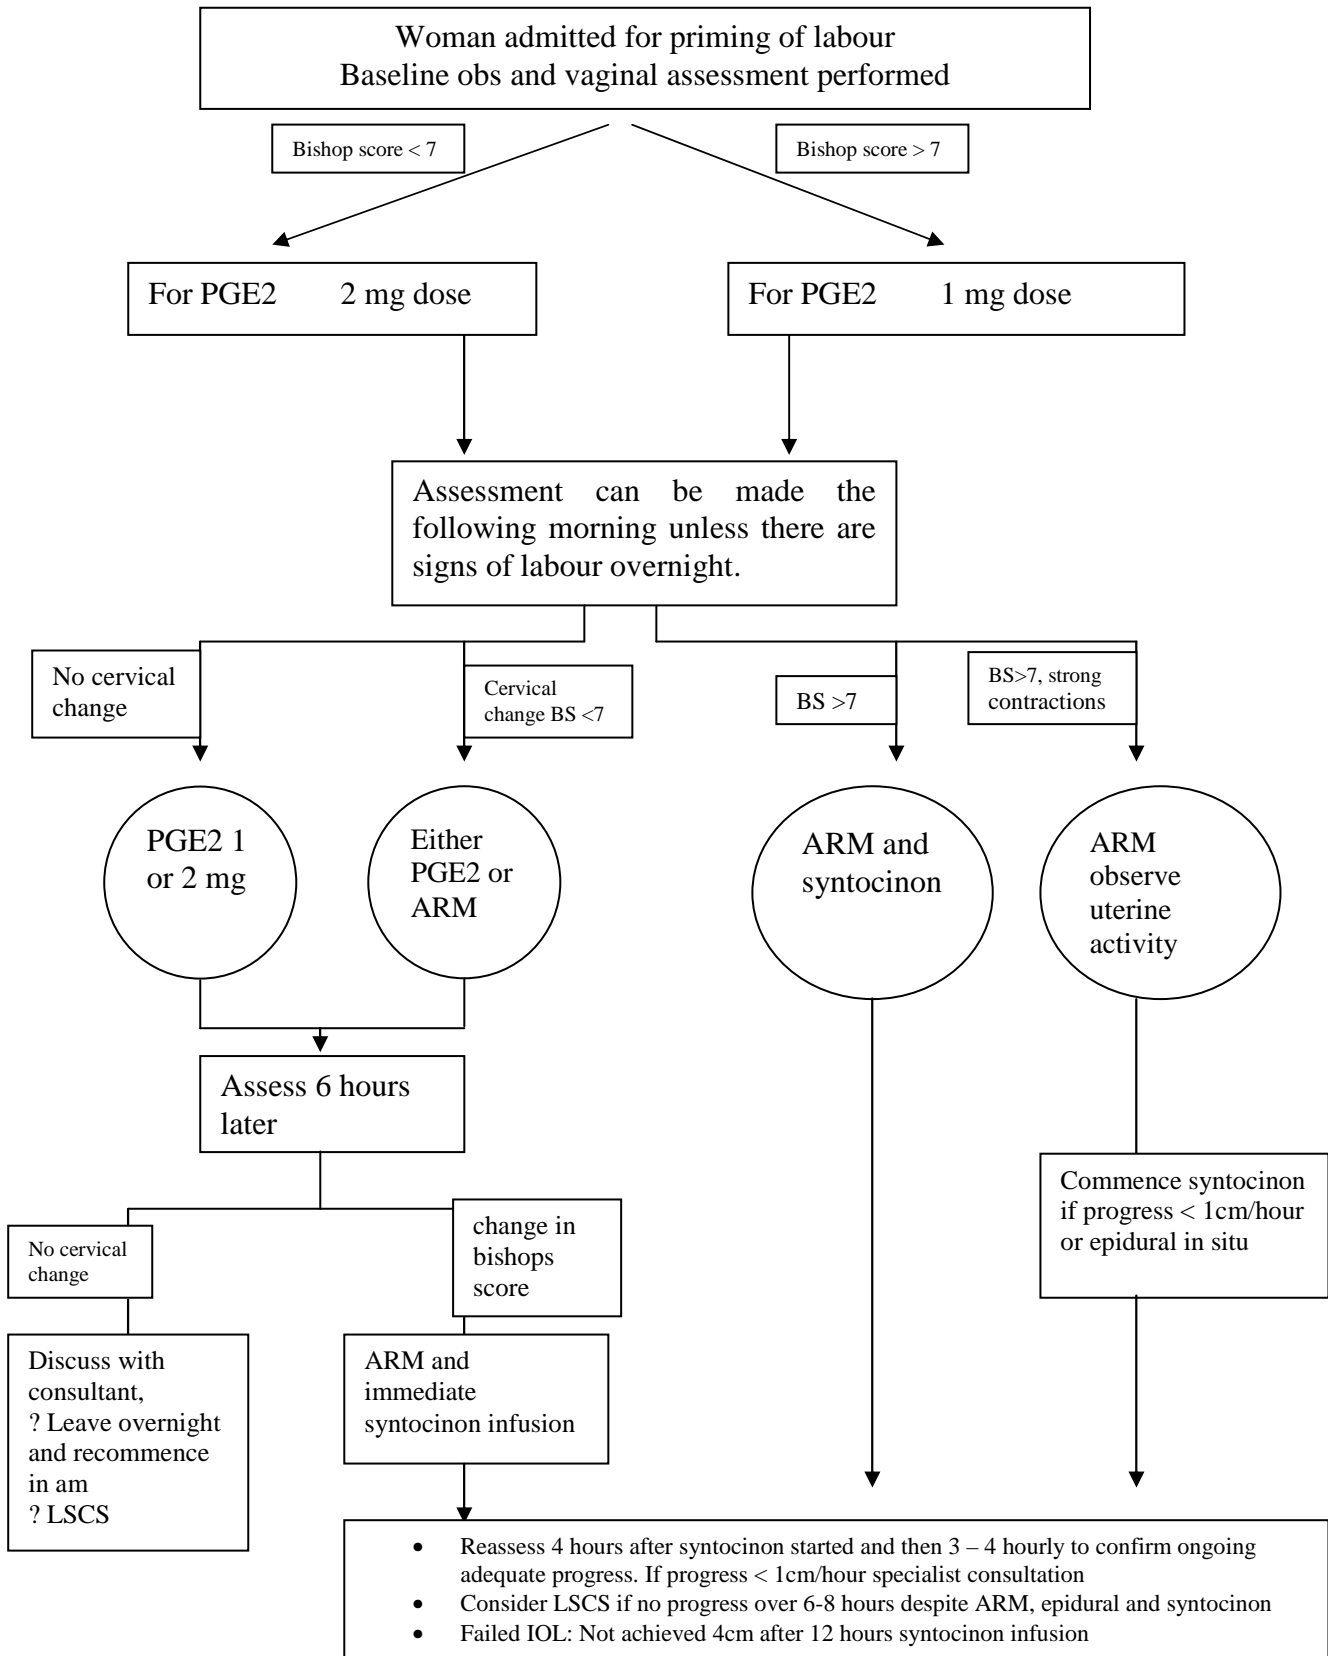 Woman admitted for priming of labour
Baseline obs and vaginal assessment performed
Bishop score < 7
Bishop score > 7
For PGE2 2 mg dose
For PGE2 1 mg dose
Assessment can be made the
following morning unless there are
signs of labour overnight.
No cervical
change
Cervical
change BS <7
BS >7
BS>7, strong
contractions
PGE2 1
or 2 mg
Either
PGE2 or
ARM
ARM and
syntocinon
ARM
observe
uterine
activity
Assess 6 hours
later
Commence syntocinon
if progress < 1cm/hour
or epidural in situ
No cervical
change
change in
bishops
score
Discuss with
consultant,
? Leave overnight
and recommence
in am
? LSCS
ARM and
immediate
syntocinon infusion
• Reassess 4 hours after syntocinon started and then 3 – 4 hourly to confirm ongoing
adequate progress. If progress < 1cm/hour specialist consultation
• Consider LSCS if no progress over 6-8 hours despite ARM, epidural and syntocinon
• Failed IOL: Not achieved 4cm after 12 hours syntocinon infusion